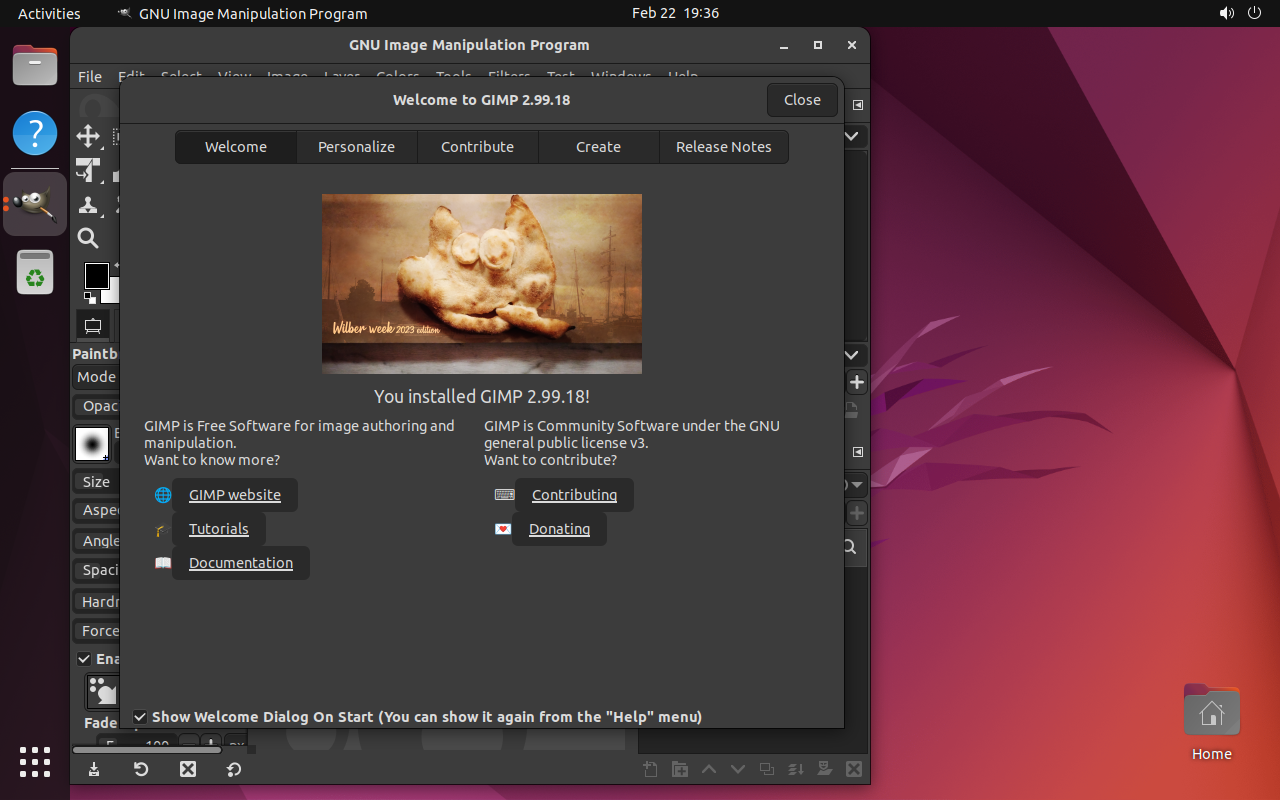 Activities
GNU Image Manipulation Program
Feb 22 19:36
GNU Image Manipulation Program
File Edit Select View Image Layer Colors Tools Filters Test Windows Help
Welcome to GIMP 2.99.18
Close
Welcome
Personalize
Contribute
Create
Release Notes
Wilber week 2023 edition
You installed GIMP 2.99.18!
GIMP is Free Software for image authoring and
manipulation.
Want to know more?
GIMP website
Tutorials
Documentation
GIMP is Community Software under the GNU
general public license v3.
Want to contribute?
Contributing
Donating
Show Welcome Dialog On Start (You can show it again from the "Help" menu)
Paintb
Mode
Opac
Size
Aspe
Angle
Spaci
Hardn
Force
Ena
Fade
Home